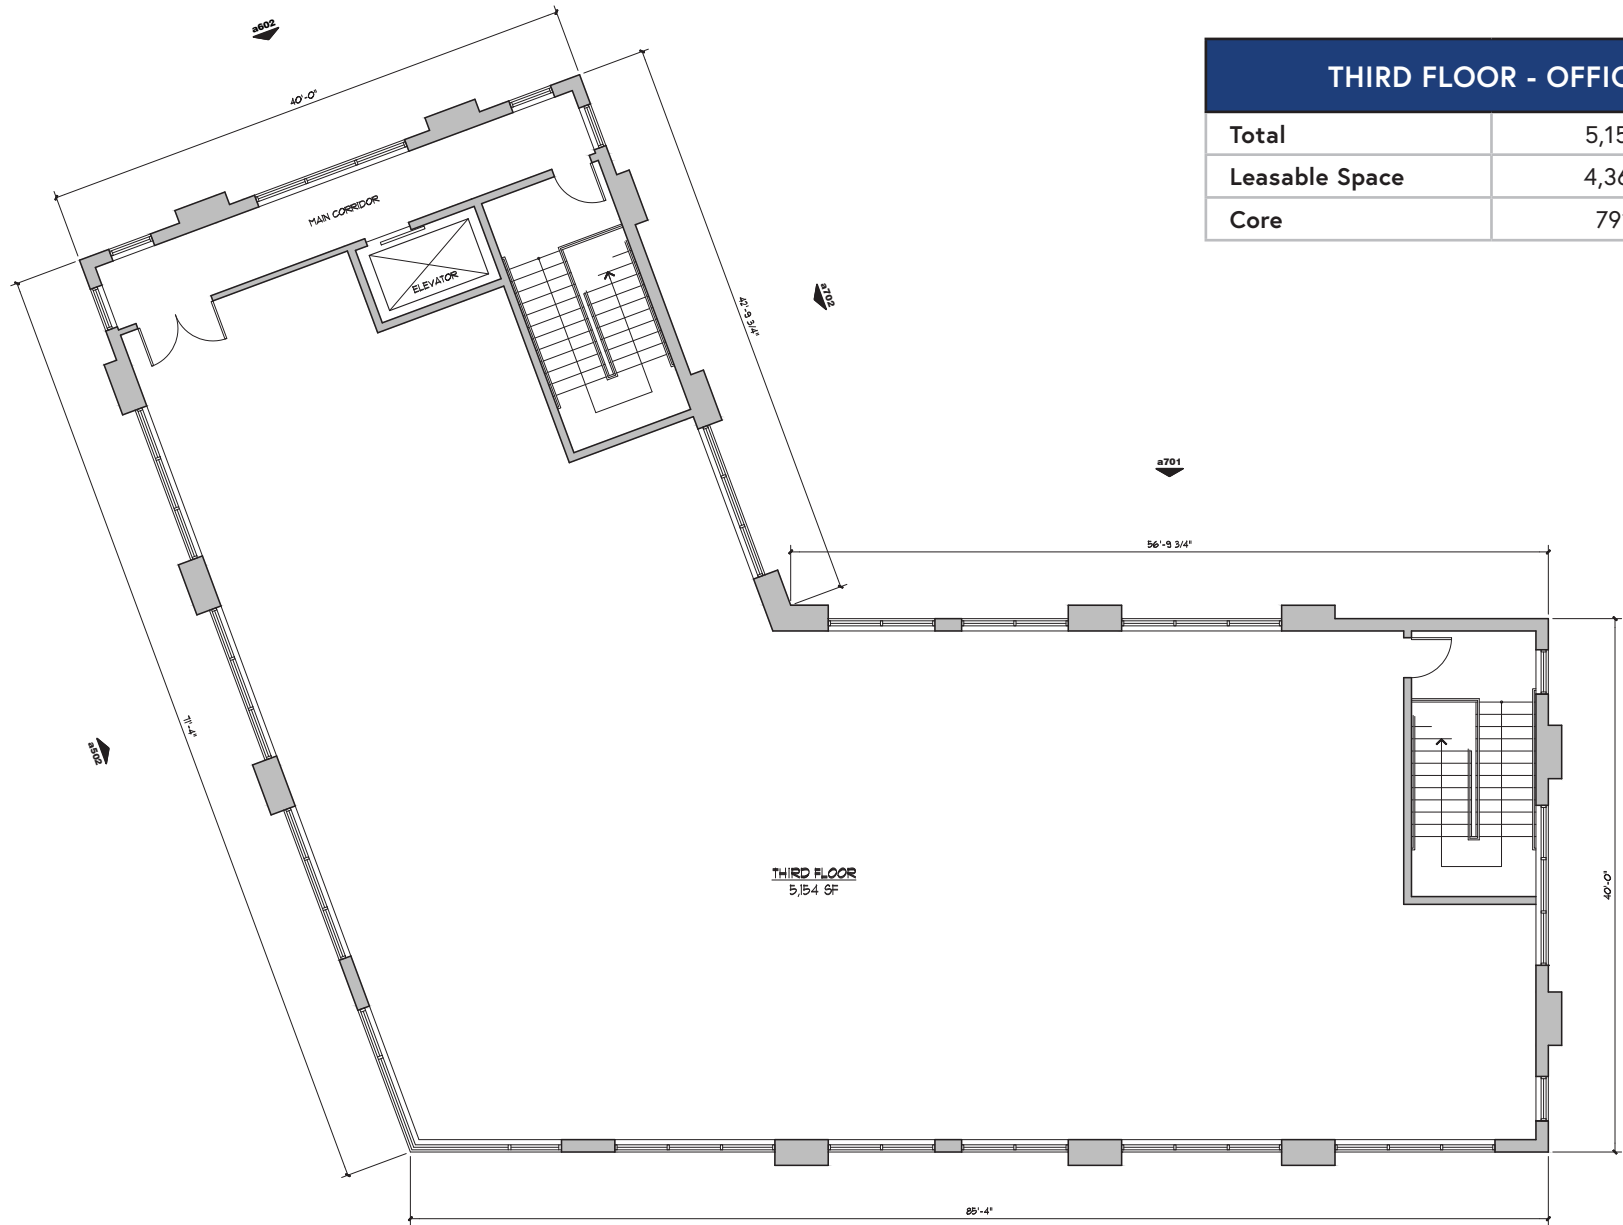 a602
40'-0"
THIRD FLOOR - OFFIC
Total 5,15
Leasable Space 4,36
Core 79
MAIN CORRIDOR
ELEVATOR
a702
42'-9 3/4"
a701
56'-9 3/4"
71'-4"
a502
THIRD FLOOR
5,154 SF
40'-0"
85'-4"